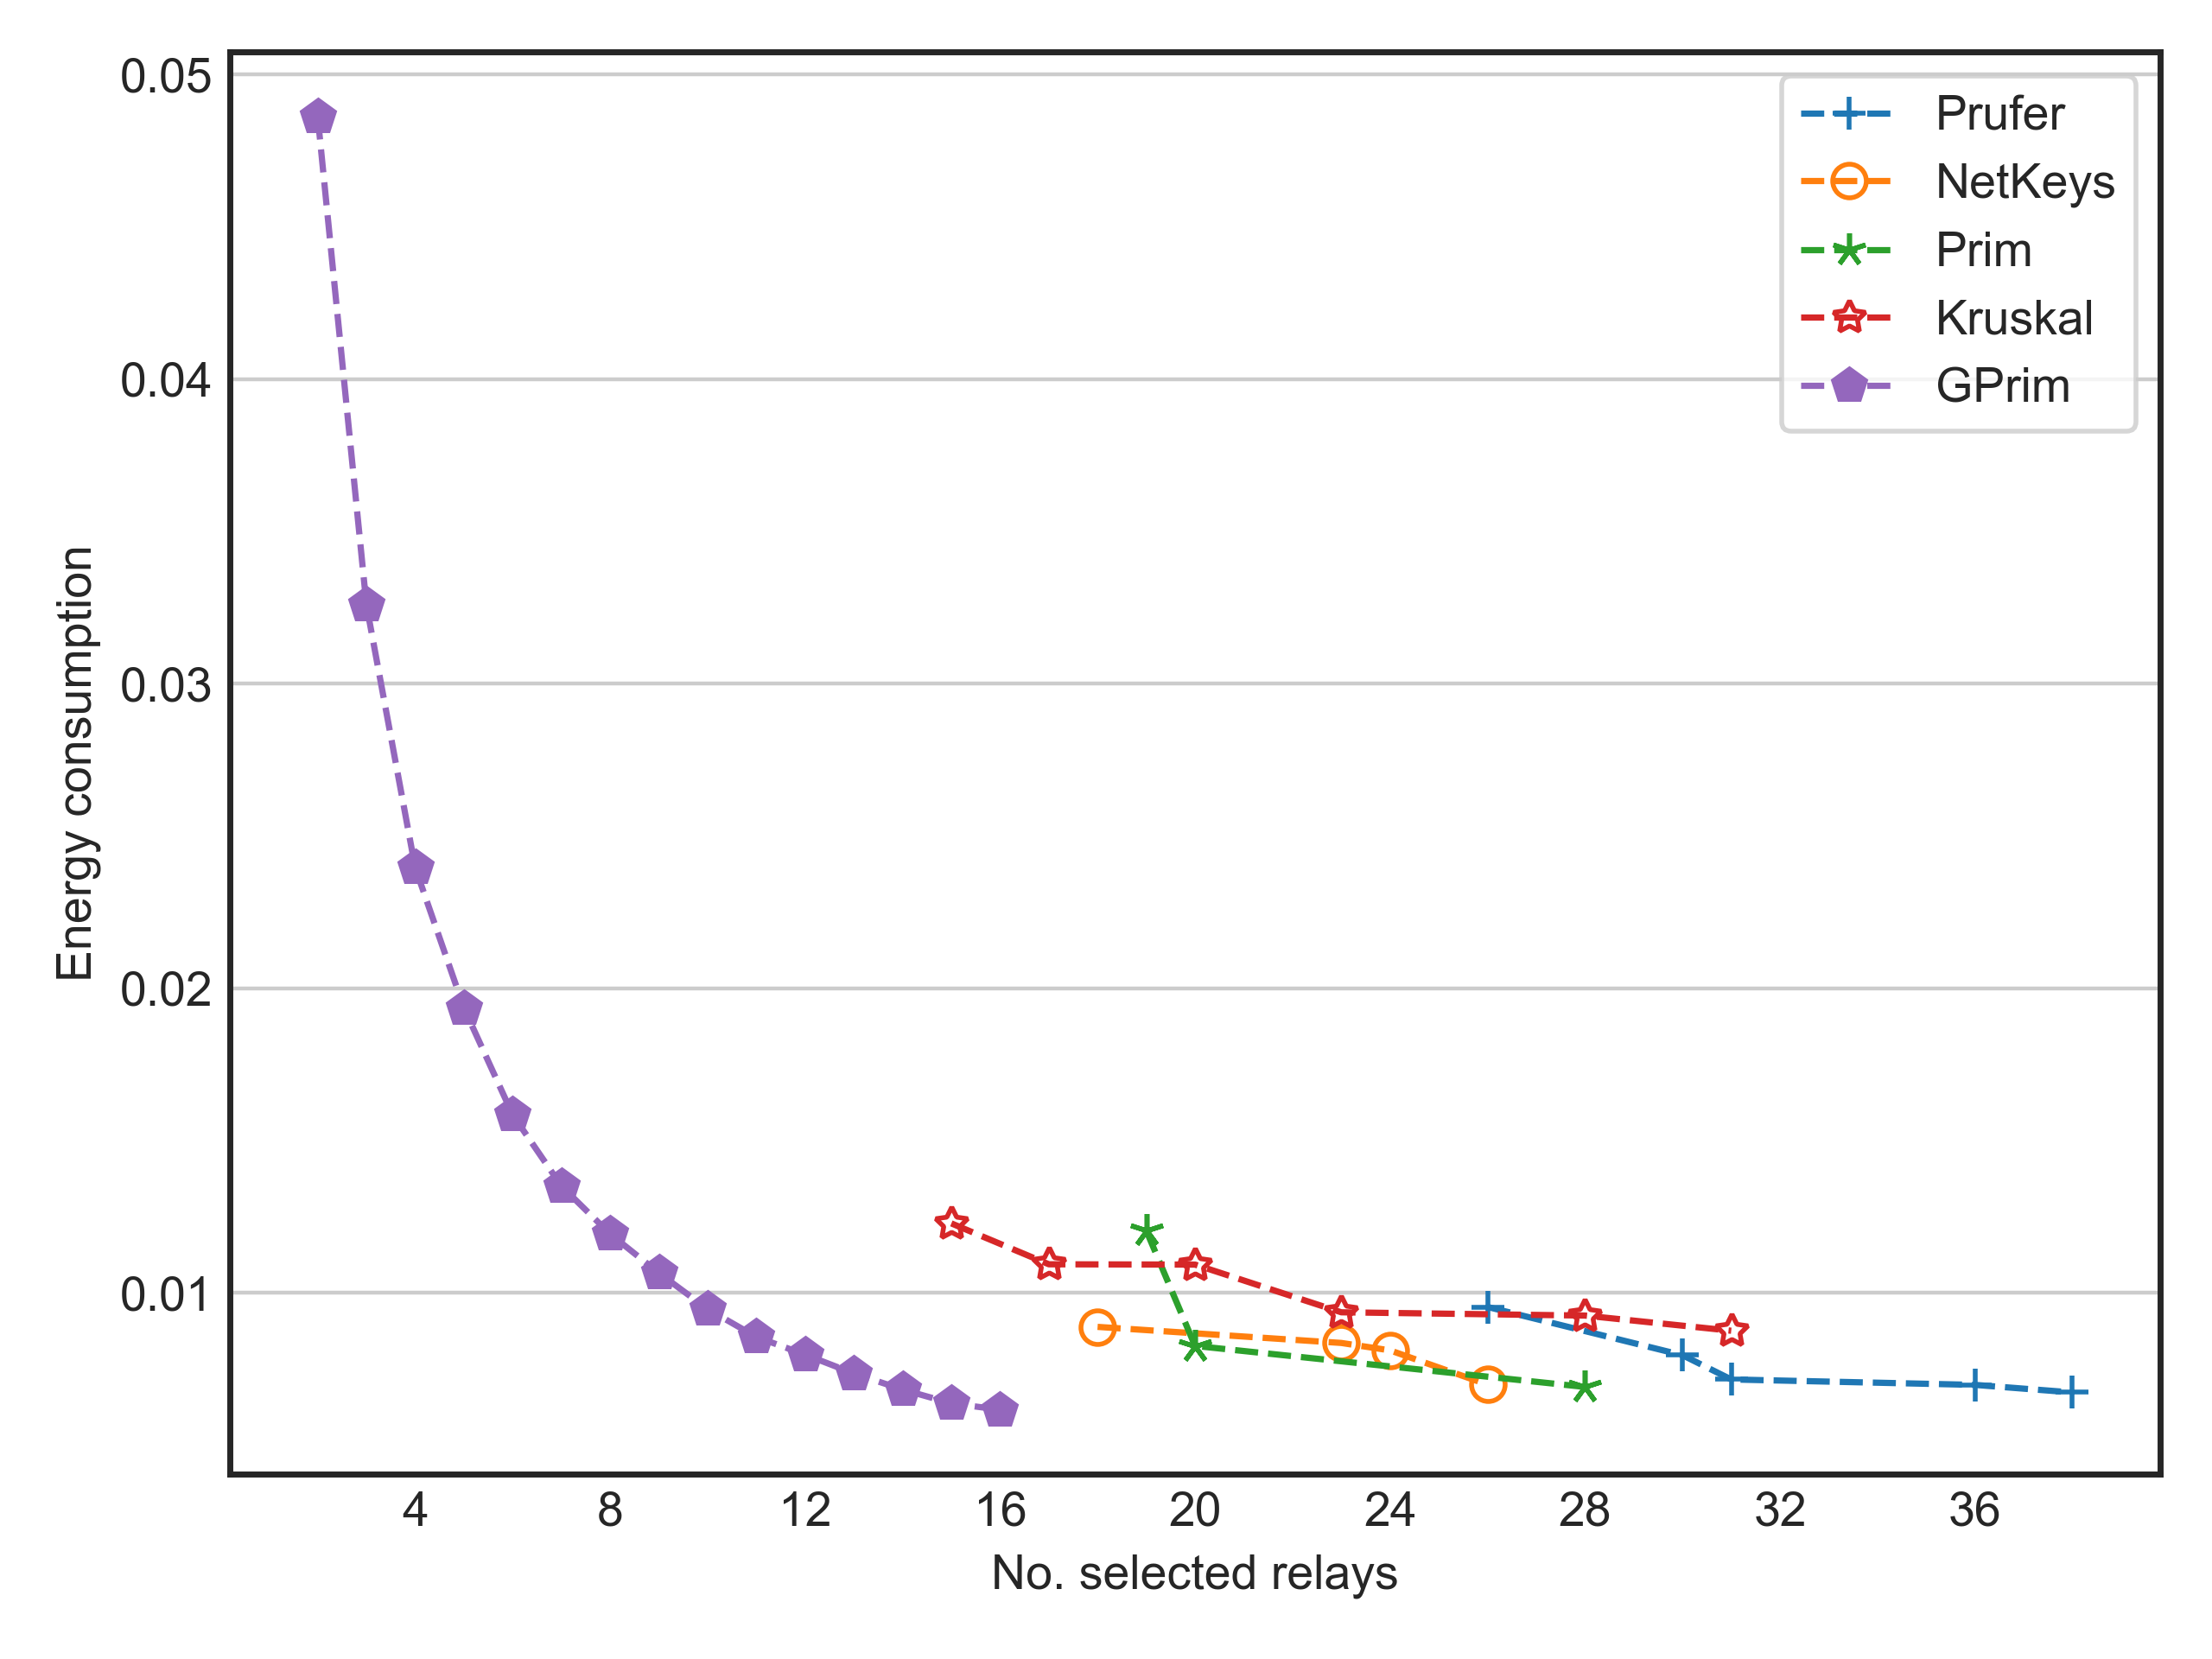 0.05
0.04
0.03
0.02
0.01
Energy consumption
Prufer
NetKeys
Prim
Kruskal
GPrim
4 8 12 16 20 24 28 32 36
No. selected relays